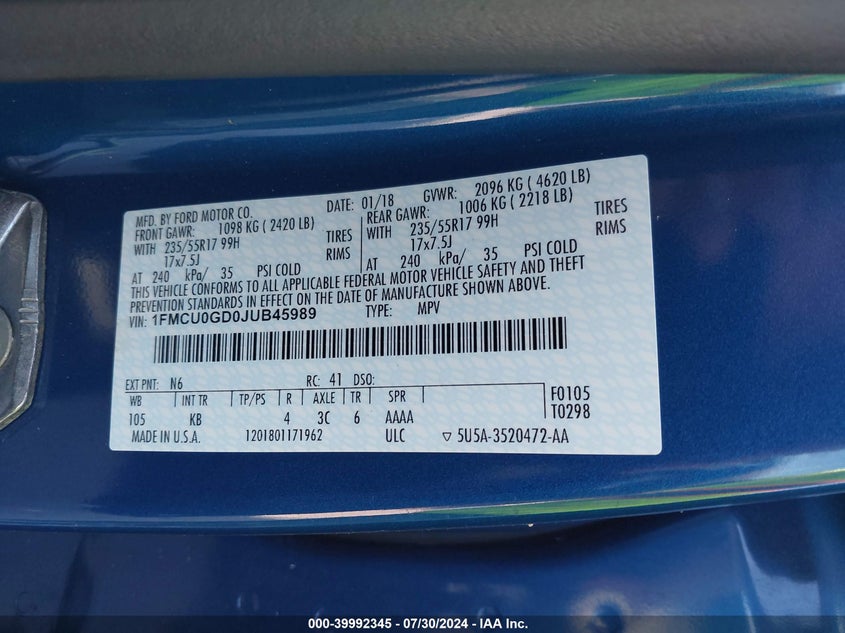 MFD. BY FORD MOTOR CO. DATE: 01/18 GVWR: 2096 KG ( 4620 LB)
FRONT GAWR: 1098 KG ( 2420 LB) REAR GAWR: 1006 KG ( 2218 LB)
WITH 235/55R17 99H TIRES WITH 235/55R17 99H TIRES
17x7.5J RIMS 17x7.5J RIMS
AT 240 kPa/ 35 PSI COLD AT 240 kPa/ 35 PSI COLD
THIS VEHICLE CONFORMS TO ALL APPLICABLE FEDERAL MOTOR VEHICLE SAFETY AND THEFT
PREVENTION STANDARDS IN EFFECT ON THE DATE OF MANUFACTURE SHOWN ABOVE.
VIN: 1FMCU0GD0JUB45989 TYPE: MPV
EXT PNT: N6 RC: 41 DSO:
WB INT TR TP/PS R AXLE TR SPR F0105
105 KB 4 3C 6 AAAA T0298
MADE IN U.S.A. 1201801171962 ULC ▽ 5U5A-3520472-AA
000-39992345 - 07/30/2024 - IAAI.com